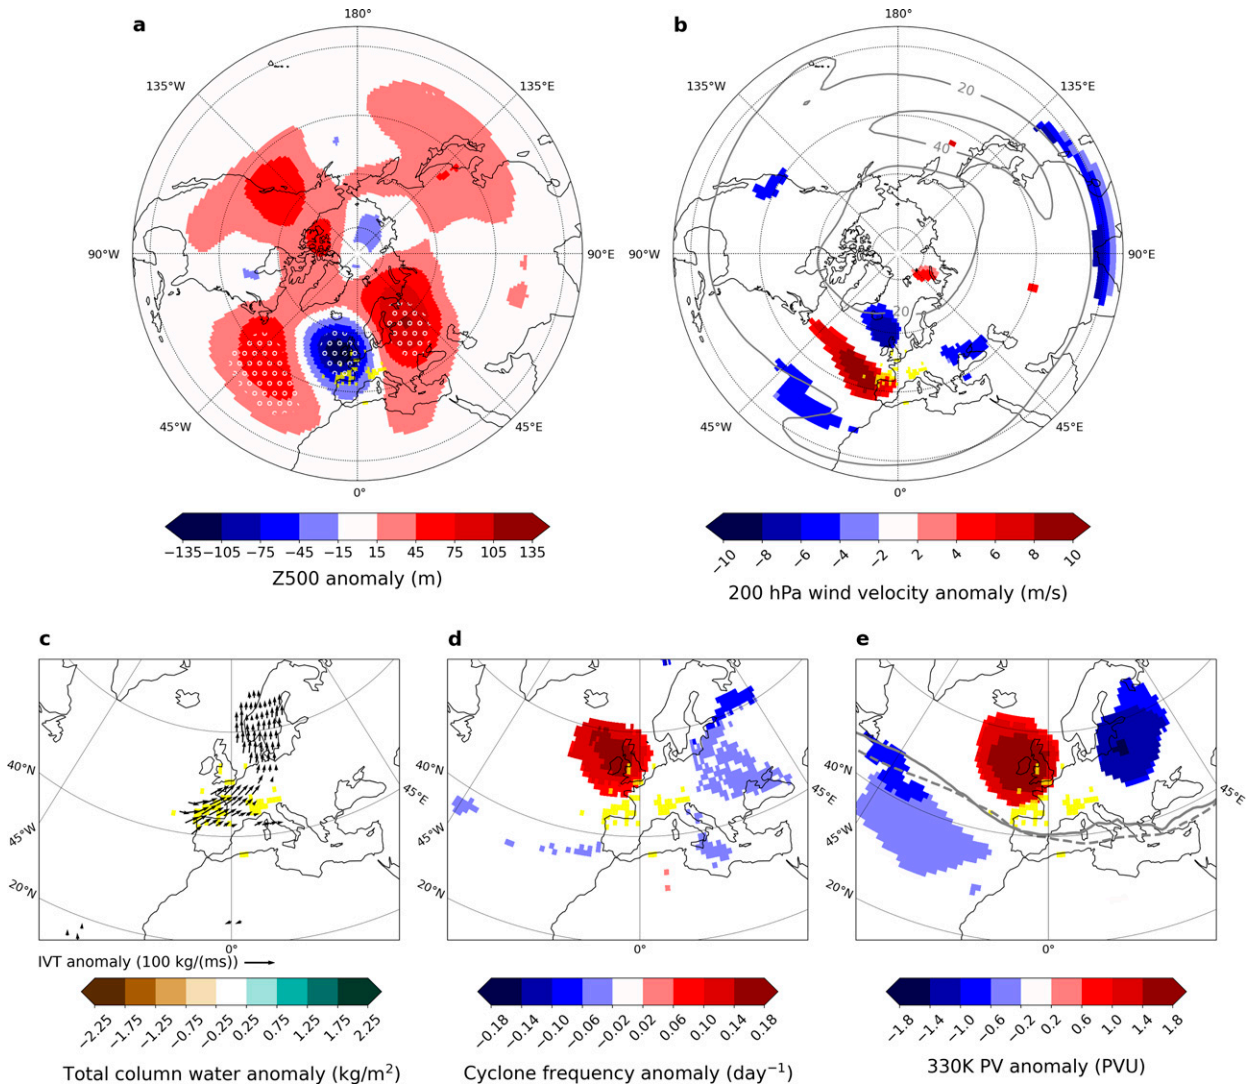 a
b
180°
180°
135°W
135°E
135°W
135°E
20
40
90°W
90°E
90°W
90°E
20
45°W
45°E
45°W
45°E
0°
0°
−135 −105 −75 −45 −15 15 45 75 105 135
Z500 anomaly (m)
−10 −8 −6 −4 −2 2 4 6 8 10
200 hPa wind velocity anomaly (m/s)
c
d
e
40°N
45°E
45°W
20°N
0°
40°N
45°E
45°W
20°N
0°
40°N
45°E
45°W
20°N
0°
IVT anomaly (100 kg/(ms))
−2.25 −1.75 −1.25 −0.75 −0.25 0.25 0.75 1.25 1.75 2.25
Total column water anomaly (kg/m²)
−0.18 −0.14 −0.10 −0.06 −0.02 0.02 0.06 0.10 0.14 0.18
Cyclone frequency anomaly (day⁻¹)
−1.8 −1.4 −1.0 −0.6 −0.2 0.2 0.6 1.0 1.4 1.8
330K PV anomaly (PVU)